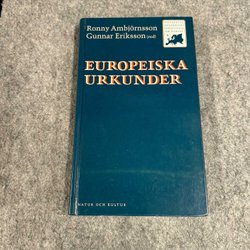 Ronny Ambjörnsson
Gunnar Eriksson (red)
EUROPEISKA
URKUNDER
NATUR OCH KULTUR